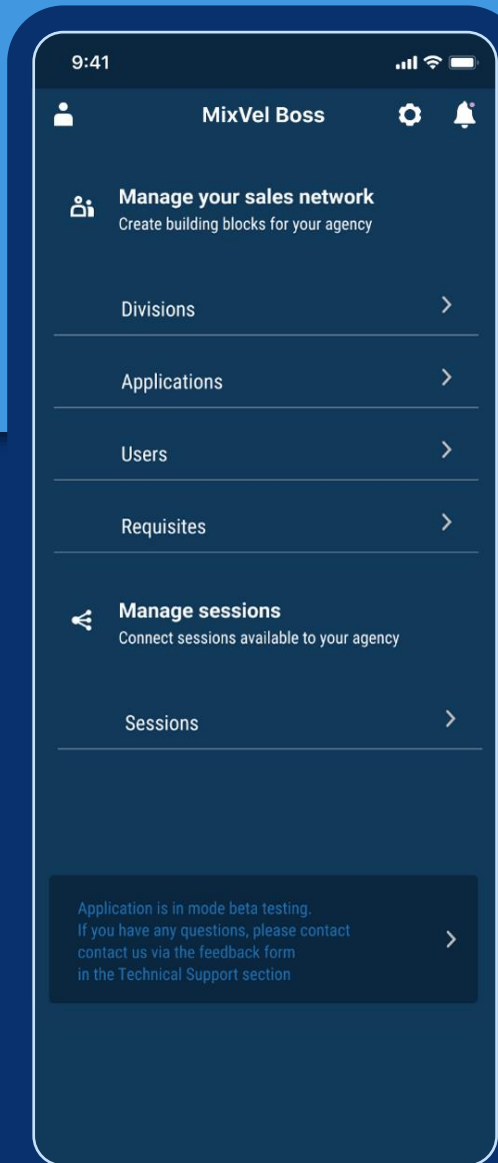 9:41
MixVel Boss
Manage your sales network
Create building blocks for your agency
Divisions
Applications
Users
Requisites
Manage sessions
Connect sessions available to your agency
Sessions
Application is in mode beta testing.
If you have any questions, please contact
contact us via the feedback form
in the Technical Support section